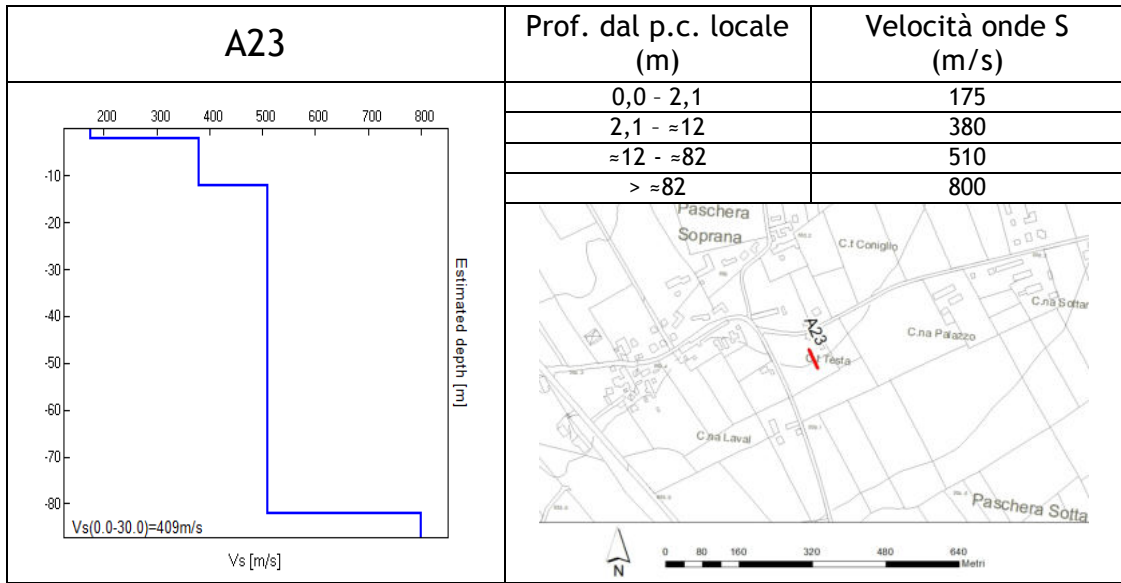 A23
Prof. dal p.c. locale
(m)
Velocità onde S
(m/s)
0,0 – 2,1
175
2,1 – ≈12
380
≈12 - ≈82
510
> ≈82
800
200 300 400 500 600 700 800
-10
-20
-30
-40
-50
-60
-70
-80
Estimated depth [m]
Vs(0.0-30.0)=409m/s
Vs [m/s]
Paschera
Soprana
C.t Coniglio
C.na Sottar
C.na Palazzo
A23
C.t Testa
C.na Laval
Paschera Sotta
N
0 80 160 320 480 640
Metri